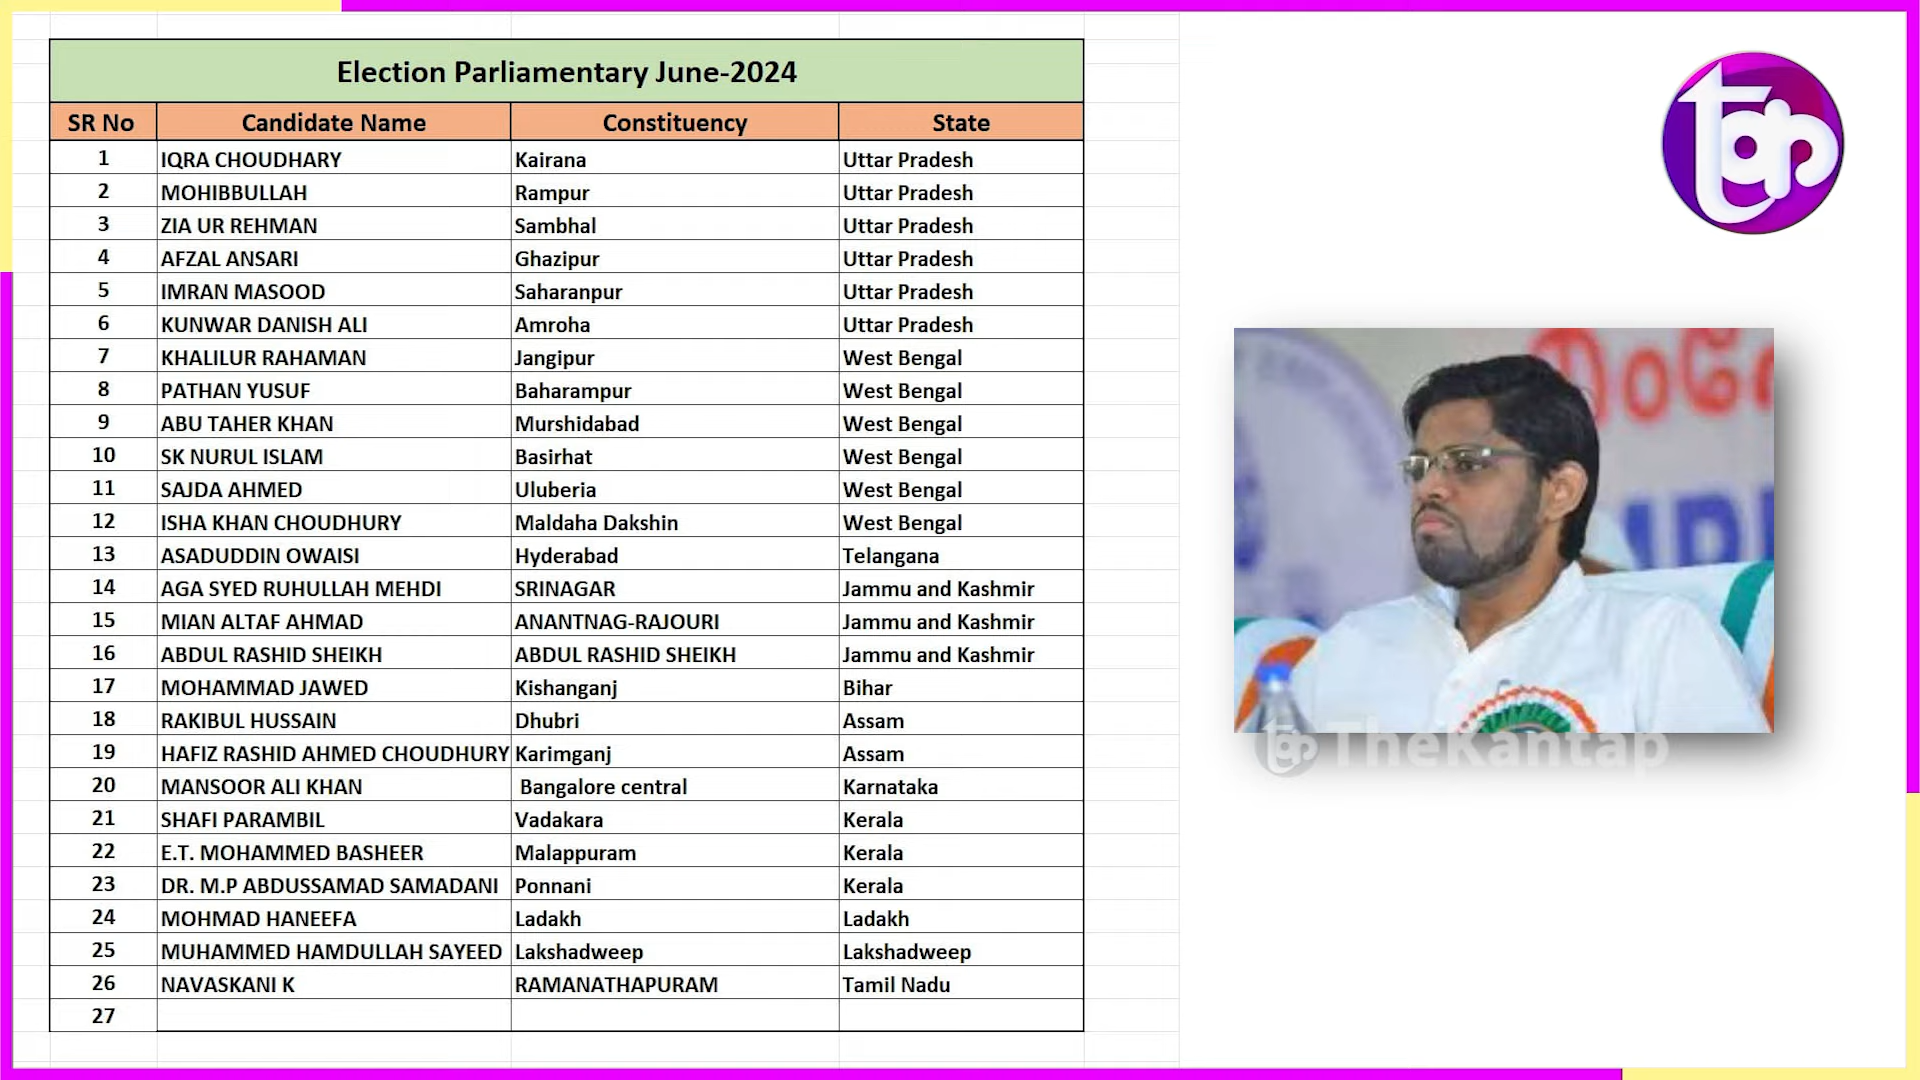 Election Parliamentary June-2024
SR No Candidate Name Constituency State
1 IQRA CHOUDHARY Kairana Uttar Pradesh
2 MOHIBBULLAH Rampur Uttar Pradesh
3 ZIA UR REHMAN Sambhal Uttar Pradesh
4 AFZAL ANSARI Ghazipur Uttar Pradesh
5 IMRAN MASOOD Saharanpur Uttar Pradesh
6 KUNWAR DANISH ALI Amroha Uttar Pradesh
7 KHALILUR RAHAMAN Jangipur West Bengal
8 PATHAN YUSUF Baharampur West Bengal
9 ABU TAHER KHAN Murshidabad West Bengal
10 SK NURUL ISLAM Basirhat West Bengal
11 SAJDA AHMED Uluberia West Bengal
12 ISHA KHAN CHOUDHURY Maldaha Dakshin West Bengal
13 ASADUDDIN OWAISI Hyderabad Telangana
14 AGA SYED RUHULLAH MEHDI SRINAGAR Jammu and Kashmir
15 MIAN ALTAF AHMAD ANANTNAG-RAJOURI Jammu and Kashmir
16 ABDUL RASHID SHEIKH ABDUL RASHID SHEIKH Jammu and Kashmir
17 MOHAMMAD JAWED Kishanganj Bihar
18 RAKIBUL HUSSAIN Dhubri Assam
19 HAFIZ RASHID AHMED CHOUDHURY Karimganj Assam
20 MANSOOR ALI KHAN Bangalore central Karnataka
21 SHAFI PARAMBIL Vadakara Kerala
22 E.T. MOHAMMED BASHEER Malappuram Kerala
23 DR. M.P ABDUSSAMAD SAMADANI Ponnani Kerala
24 MOHMAD HANEEFA Ladakh Ladakh
25 MUHAMMED HAMDULLAH SAYEED Lakshadweep Lakshadweep
26 NAVASKANI K RAMANATHAPURAM Tamil Nadu
27
TheKantap